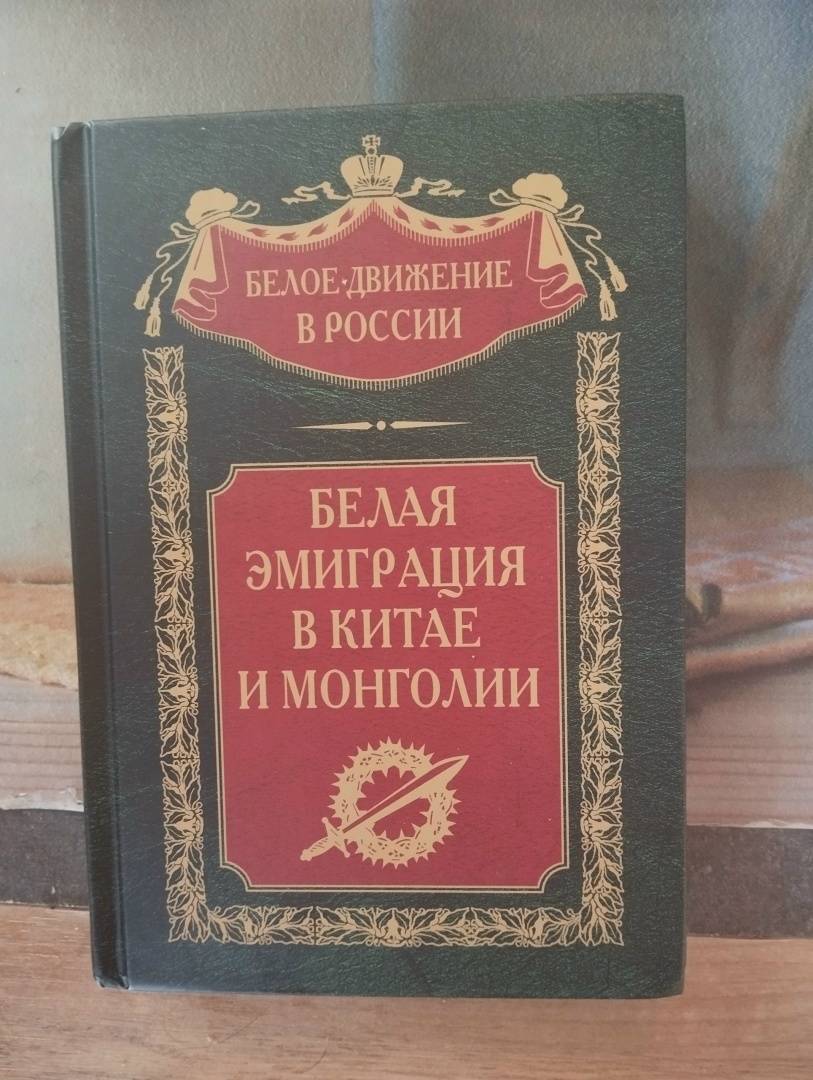 БЕЛОЕ·ДВИЖЕНИЕ
В РОССИИ
БЕЛАЯ
ЭМИГРАЦИЯ
В КИТАЕ
И МОНГОЛИИ